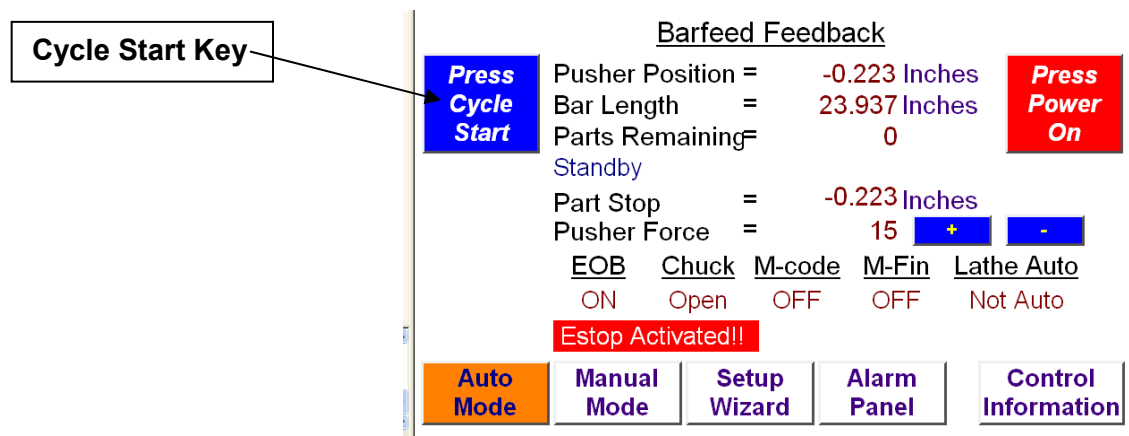 Cycle Start Key
Barfeed Feedback
Press
Cycle
Start
Pusher Position = -0.223 Inches
Bar Length = 23.937 Inches
Parts Remaining= 0
Standby
Part Stop = -0.223 Inches
Pusher Force = 15 + -
Press
Power
On
EOB Chuck M-code M-Fin Lathe Auto
ON Open OFF OFF Not Auto
Estop Activated!!
Auto
Mode
Manual
Mode
Setup
Wizard
Alarm
Panel
Control
Information